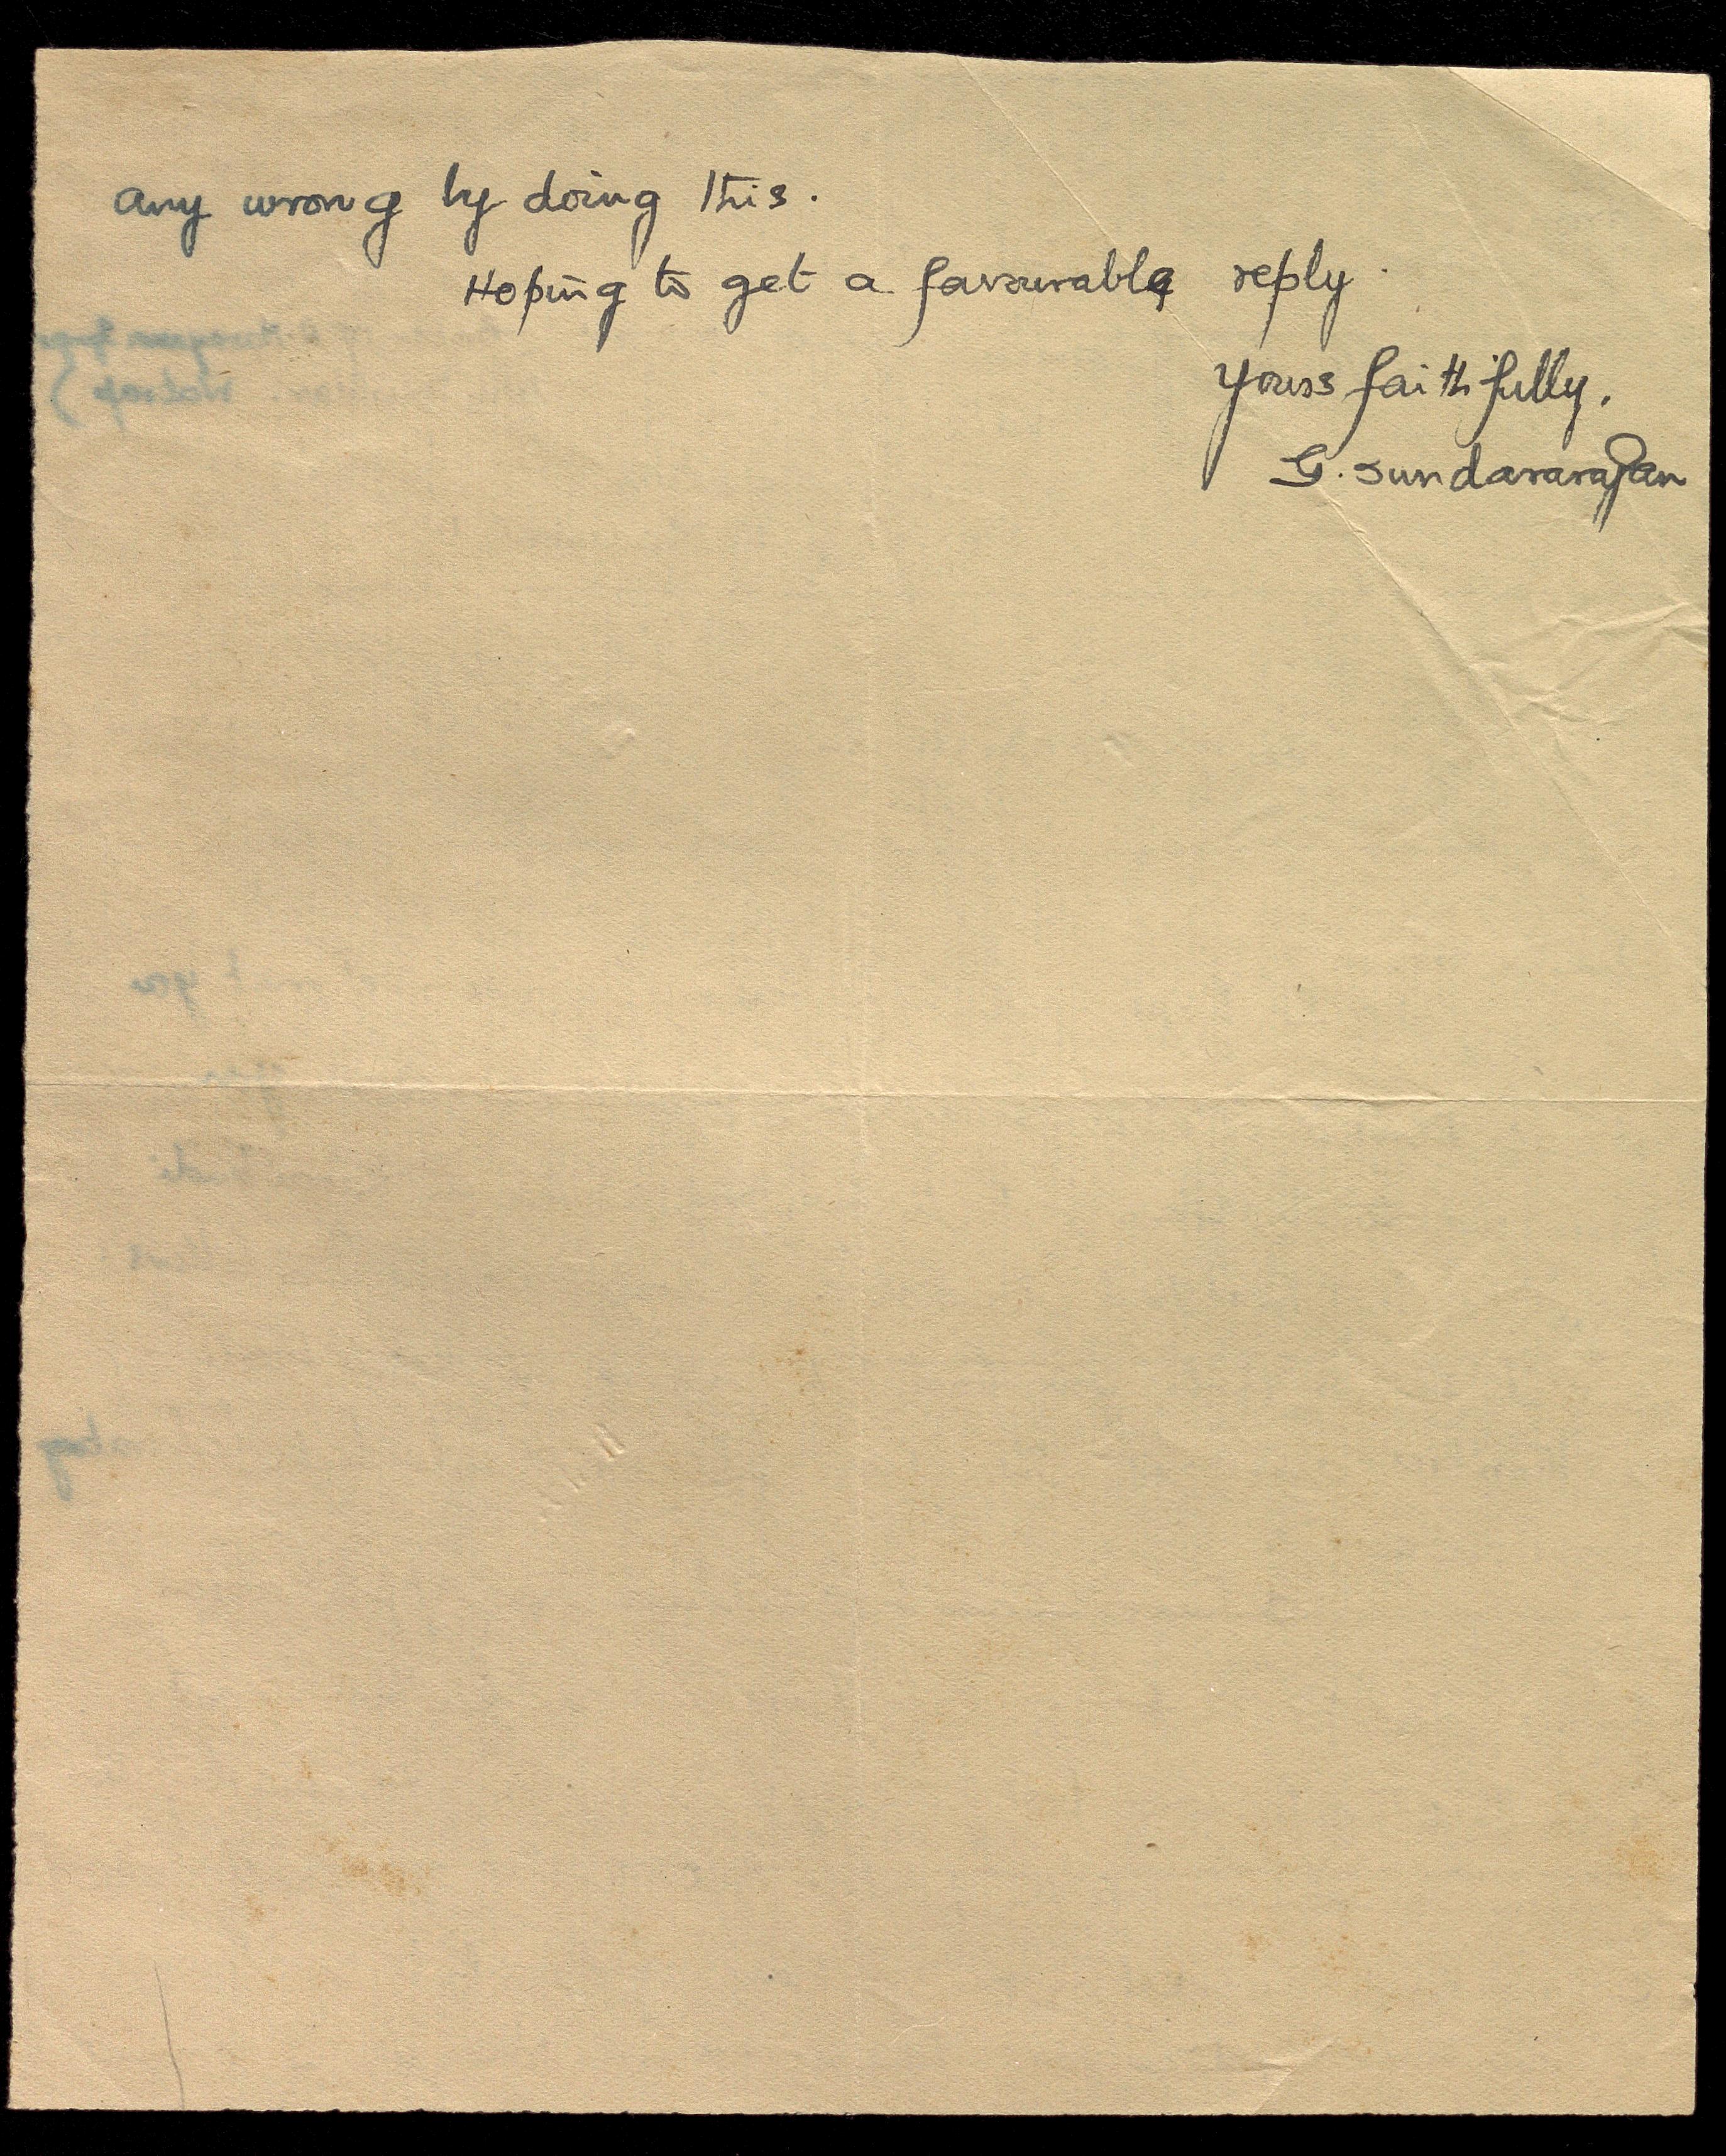 any wrong by doing this.
Hoping to get a favourable reply.
Yours faithfully,
G. Sundararajan